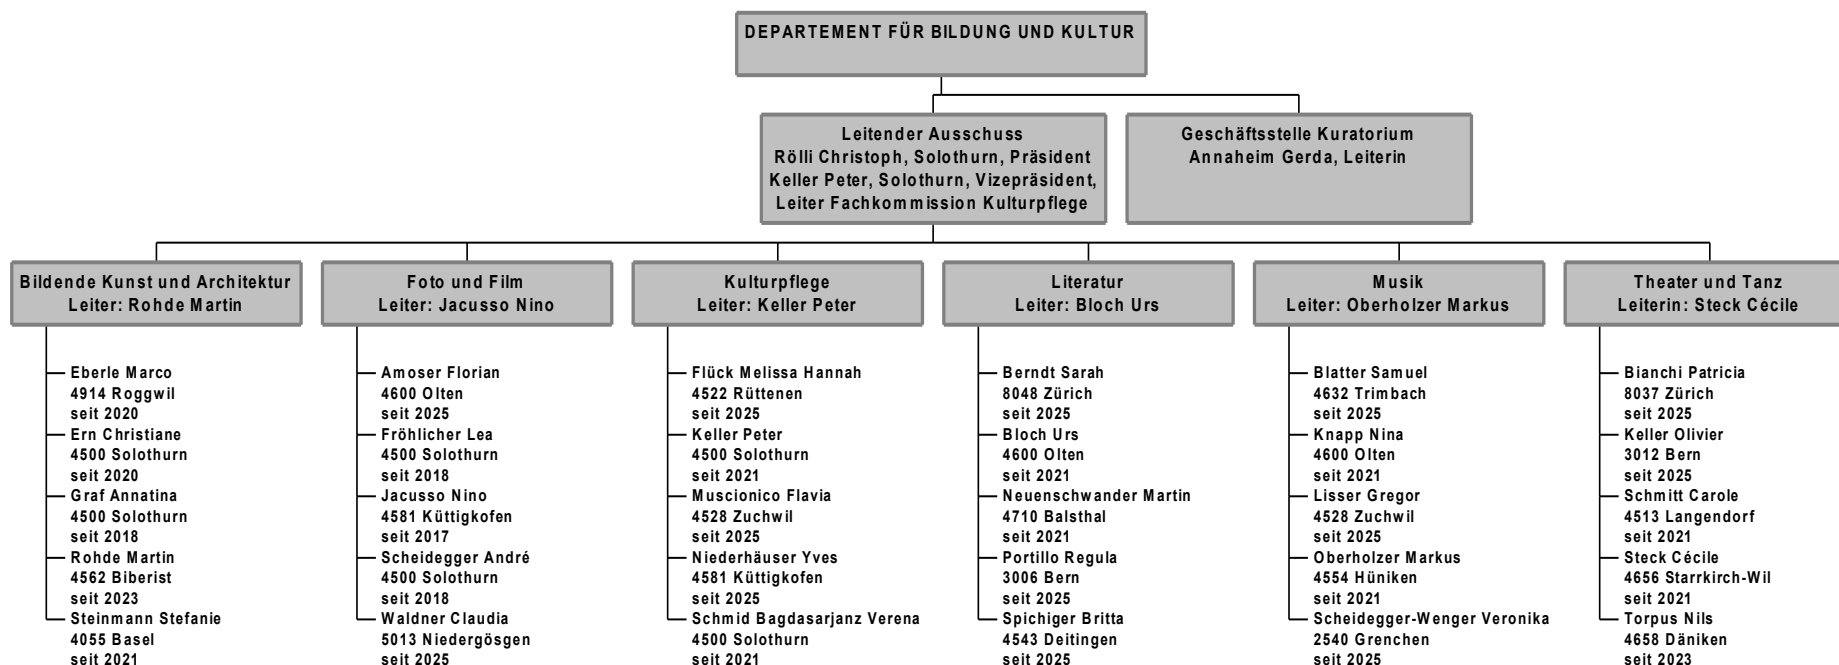 DEPARTEMENT FÜR BILDUNG UND KULTUR
Leitender Ausschuss
Rölli Christoph, Solothurn, Präsident
Keller Peter, Solothurn, Vizepräsident,
Leiter Fachkommission Kulturpflege
Geschäftsstelle Kuratorium
Annaheim Gerda, Leiterin
Bildende Kunst und Architektur
Leiter: Rohde Martin
Eberle Marco
4914 Roggwil
seit 2020
Ern Christiane
4500 Solothurn
seit 2020
Graf Annatina
4500 Solothurn
seit 2018
Rohde Martin
4562 Biberist
seit 2023
Steinmann Stefanie
4055 Basel
seit 2021
Foto und Film
Leiter: Jacusso Nino
Amoser Florian
4600 Olten
seit 2025
Fröhlicher Lea
4500 Solothurn
seit 2018
Jacusso Nino
4581 Küttigkofen
seit 2017
Scheidegger André
4500 Solothurn
seit 2018
Waldner Claudia
5013 Niedergösgen
seit 2025
Kulturpflege
Leiter: Keller Peter
Flück Melissa Hannah
4522 Rüttenen
seit 2025
Keller Peter
4500 Solothurn
seit 2021
Muscionico Flavia
4528 Zuchwil
seit 2025
Niederhäuser Yves
4581 Küttigkofen
seit 2025
Schmid Bagdasarjanz Verena
4500 Solothurn
seit 2021
Literatur
Leiter: Bloch Urs
Berndt Sarah
8048 Zürich
seit 2025
Bloch Urs
4600 Olten
seit 2021
Neuenschwander Martin
4710 Balsthal
seit 2021
Portillo Regula
3006 Bern
seit 2025
Spichiger Britta
4543 Deitingen
seit 2025
Musik
Leiter: Oberholzer Markus
Blatter Samuel
4632 Trimbach
seit 2025
Knapp Nina
4600 Olten
seit 2021
Lisser Gregor
4528 Zuchwil
seit 2025
Oberholzer Markus
4554 Hüniken
seit 2021
Scheidegger-Wenger Veronika
2540 Grenchen
seit 2025
Theater und Tanz
Leiterin: Steck Cécile
Bianchi Patricia
8037 Zürich
seit 2025
Keller Olivier
3012 Bern
seit 2025
Schmitt Carole
4513 Langendorf
seit 2021
Steck Cécile
4656 Starrkirch-Wil
seit 2021
Torpus Nils
4658 Däniken
seit 2023